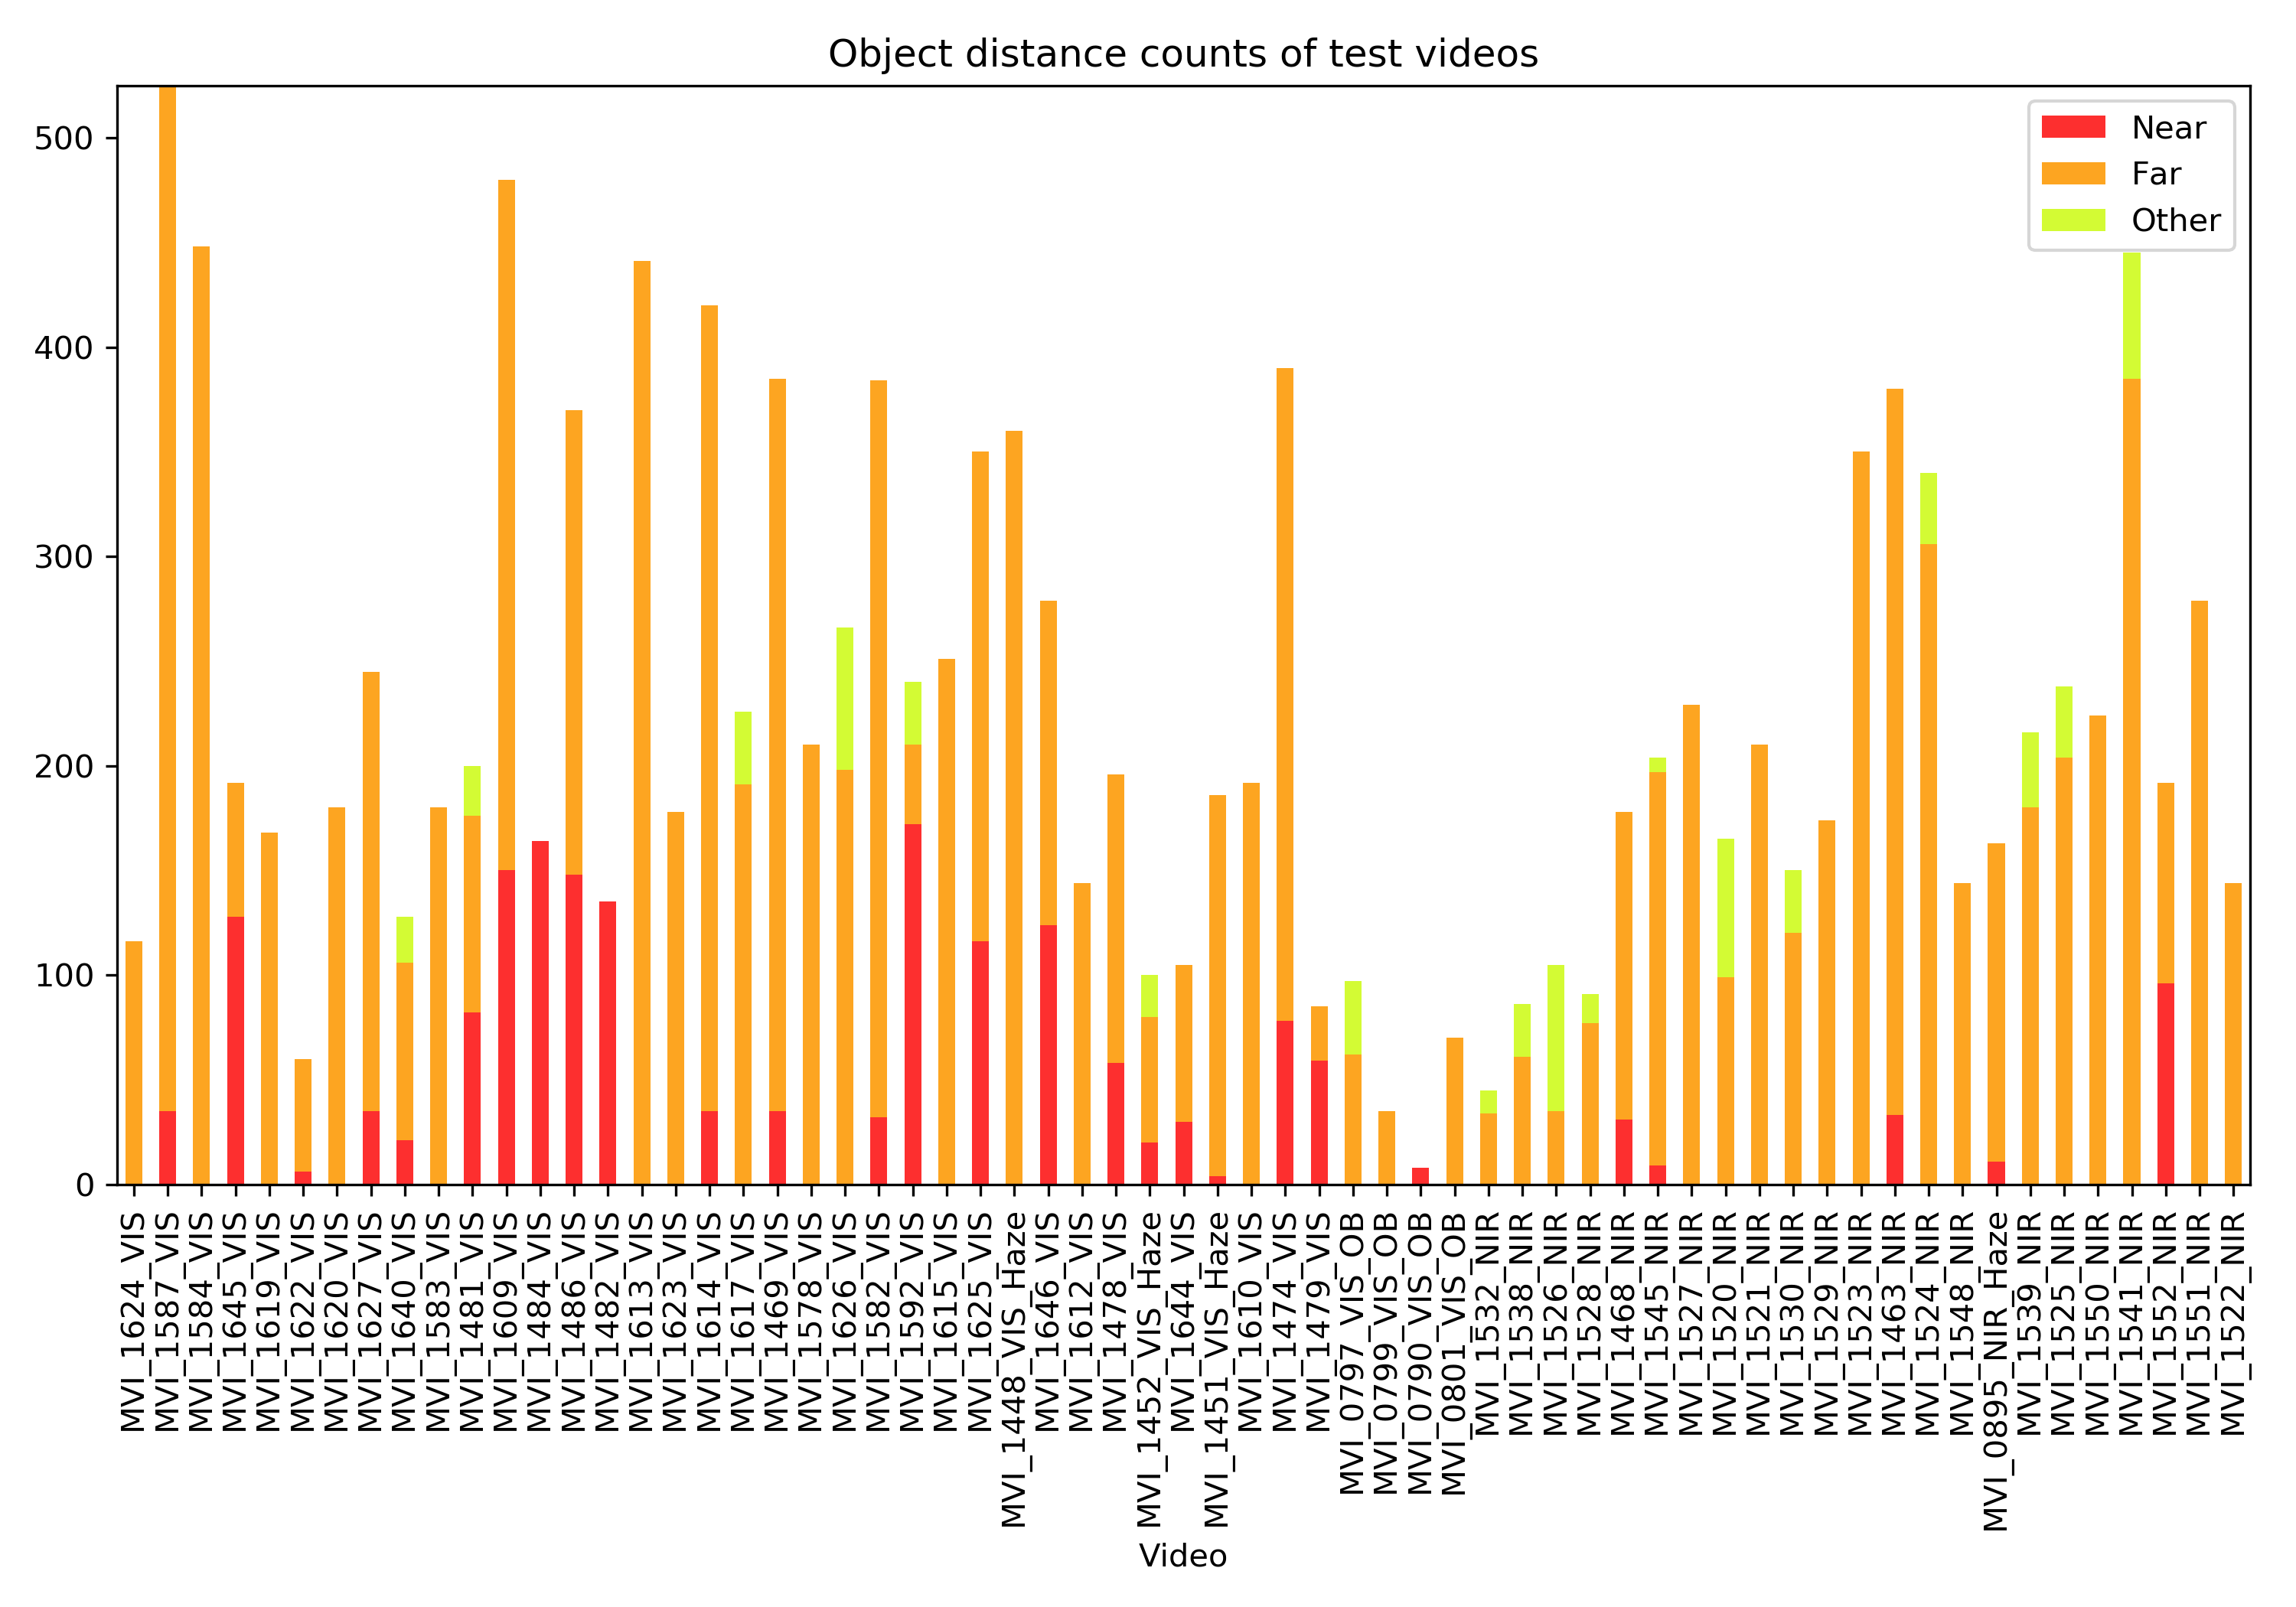 Object distance counts of test videos
500
400
300
200
100
0
Near
Far
Other
MVI_1624_VIS
MVI_1587_VIS
MVI_1584_VIS
MVI_1645_VIS
MVI_1619_VIS
MVI_1622_VIS
MVI_1620_VIS
MVI_1627_VIS
MVI_1640_VIS
MVI_1583_VIS
MVI_1481_VIS
MVI_1609_VIS
MVI_1484_VIS
MVI_1486_VIS
MVI_1482_VIS
MVI_1613_VIS
MVI_1623_VIS
MVI_1614_VIS
MVI_1617_VIS
MVI_1469_VIS
MVI_1578_VIS
MVI_1626_VIS
MVI_1582_VIS
MVI_1592_VIS
MVI_1615_VIS
MVI_1625_VIS
MVI_1448_VIS_Haze
MVI_1646_VIS
MVI_1612_VIS
MVI_1478_VIS
MVI_1452_VIS_Haze
MVI_1644_VIS
MVI_1451_VIS_Haze
MVI_1610_VIS
MVI_1474_VIS
MVI_1479_VIS
MVI_0797_VIS_OB
MVI_0799_VIS_OB
MVI_0790_VIS_OB
MVI_0801_VIS_OB
MVI_1532_NIR
MVI_1538_NIR
MVI_1526_NIR
MVI_1528_NIR
MVI_1468_NIR
MVI_1545_NIR
MVI_1527_NIR
MVI_1520_NIR
MVI_1521_NIR
MVI_1530_NIR
MVI_1529_NIR
MVI_1523_NIR
MVI_1463_NIR
MVI_1524_NIR
MVI_1548_NIR
MVI_0895_NIR_Haze
MVI_1539_NIR
MVI_1525_NIR
MVI_1550_NIR
MVI_1541_NIR
MVI_1552_NIR
MVI_1551_NIR
MVI_1522_NIR
Video